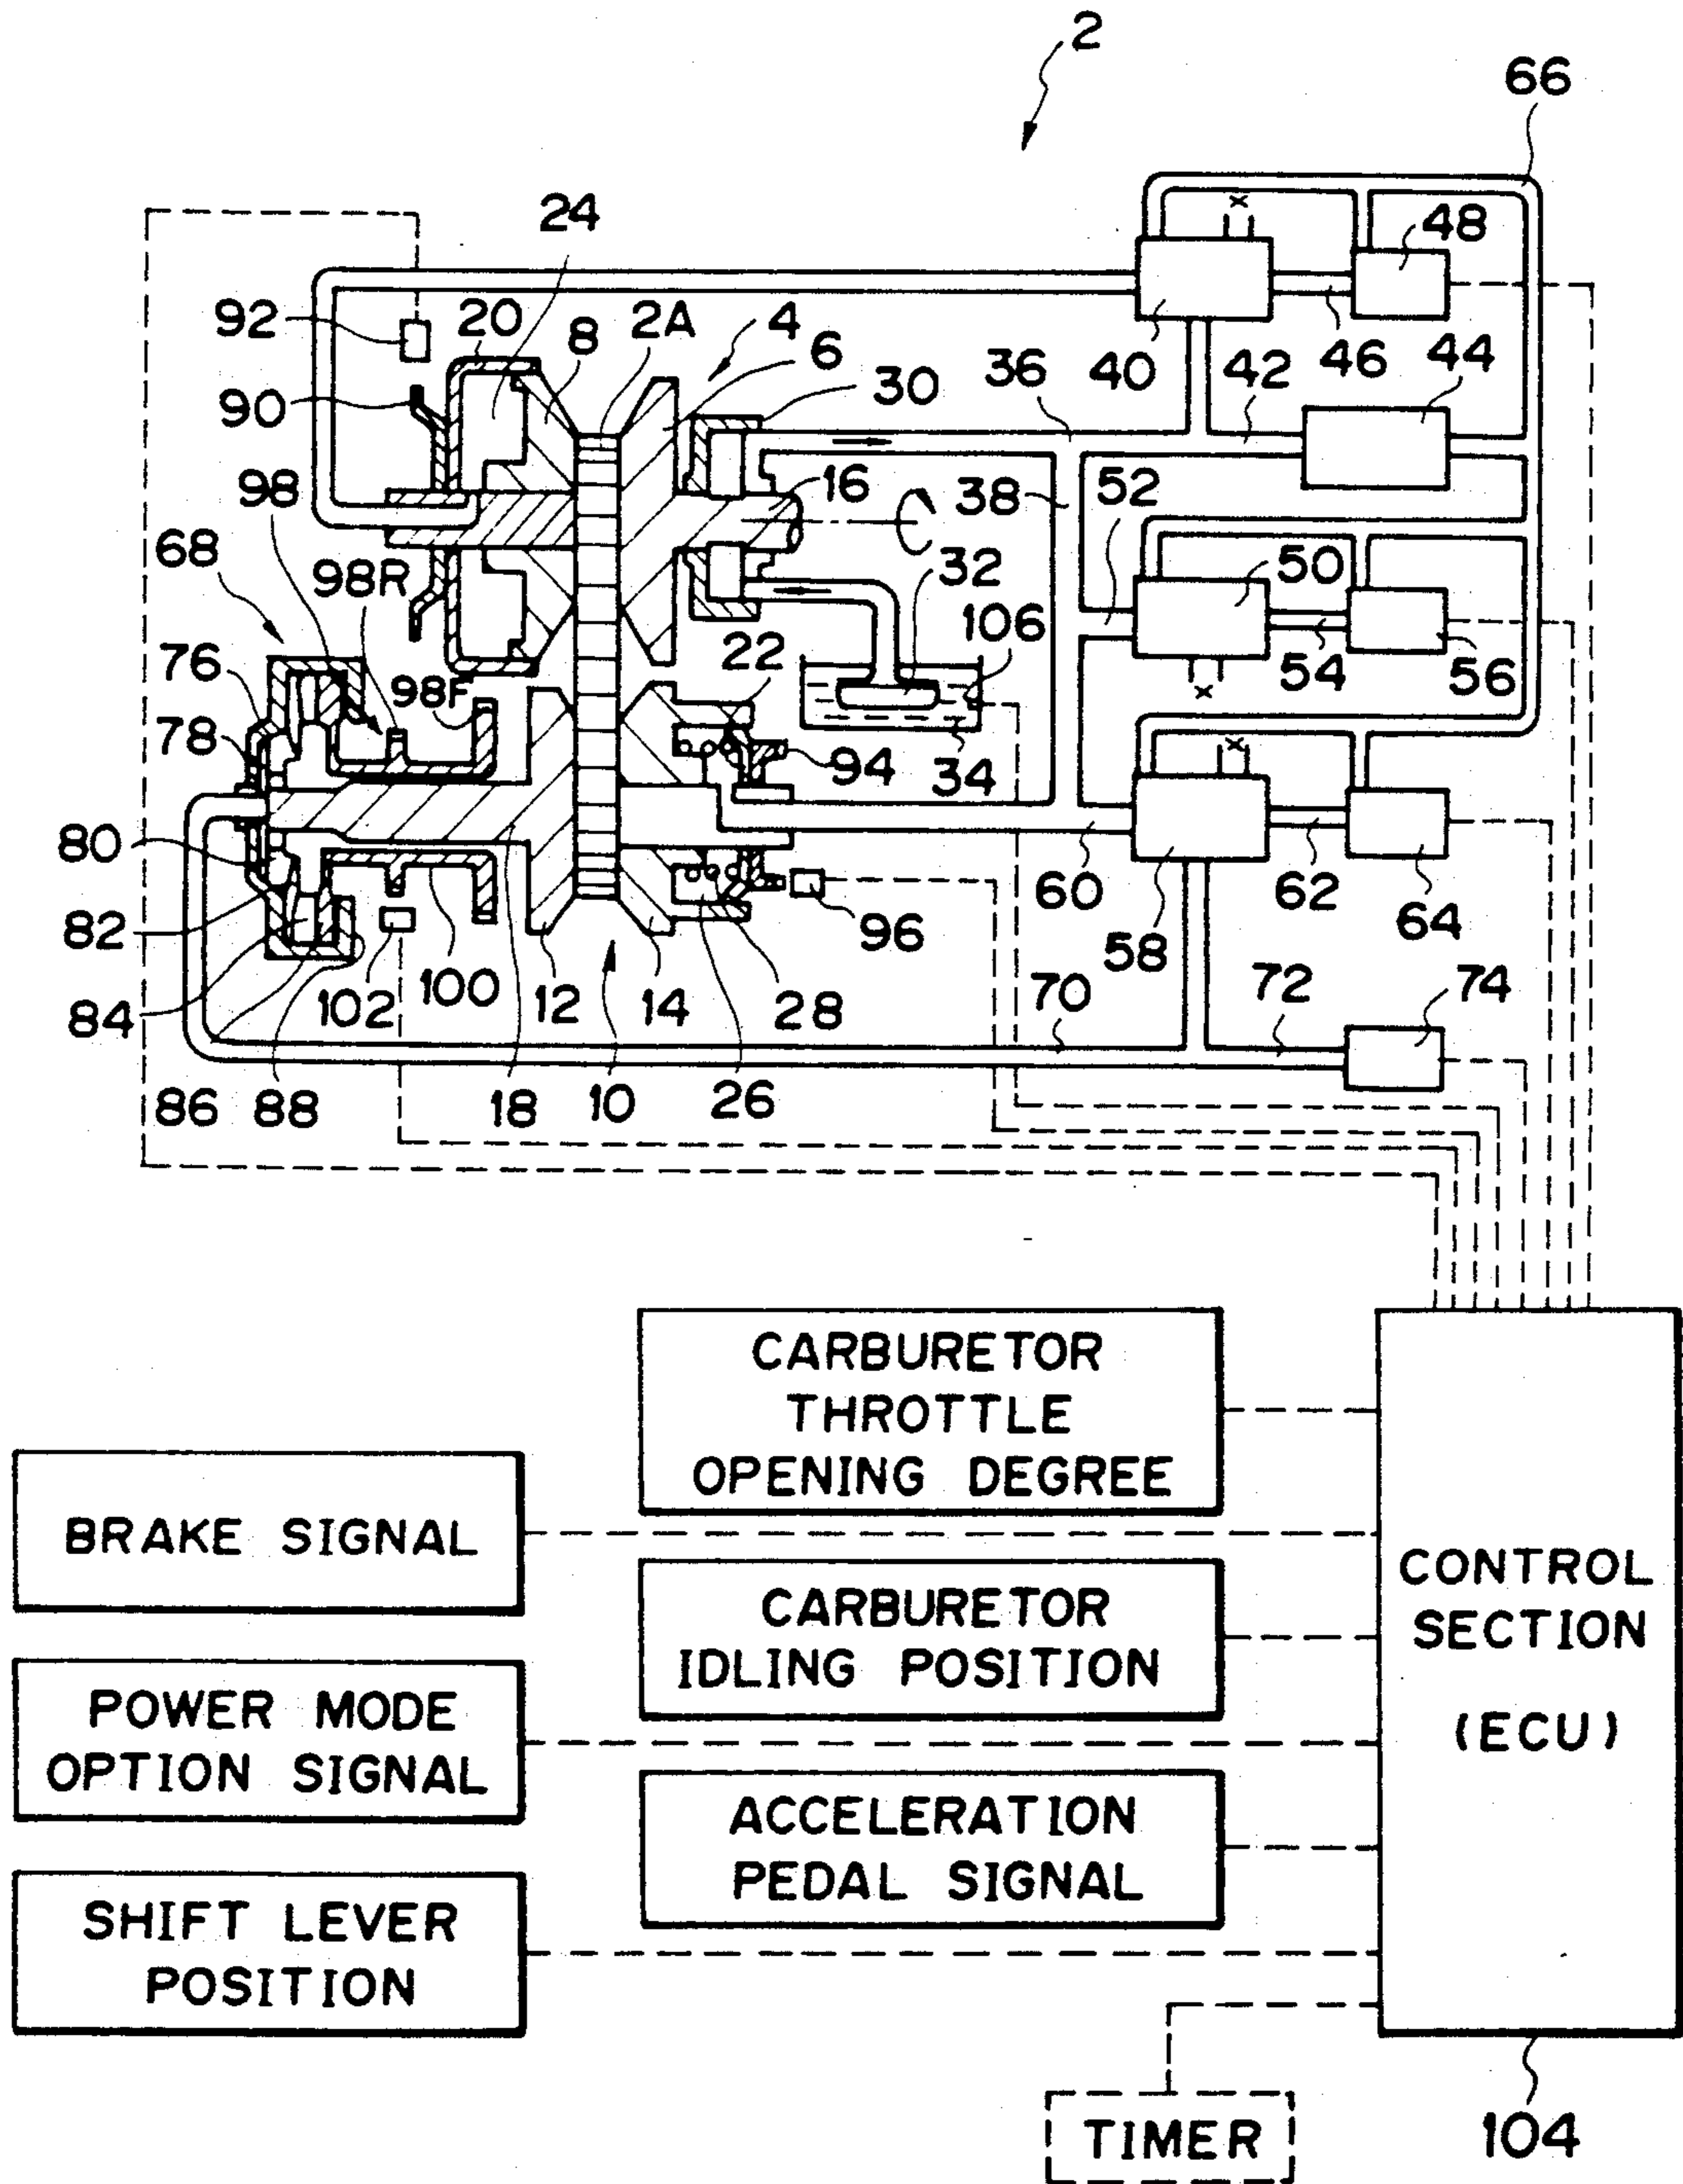 2
66
24
48
92
20
8
2A
4
6
30
36
40
42
46
44
90
98
16
38
52
68
98R
32
50
106
76
98F
22
54
56
78
94
34
80
60
62
82
96
58
64
84
102
100
12
14
28
70
72
74
86
88
18
10
26
CARBURETOR
THROTTLE
OPENING DEGREE
BRAKE SIGNAL
CONTROL
SECTION
(ECU)
CARBURETOR
IDLING POSITION
POWER MODE
OPTION SIGNAL
ACCELERATION
PEDAL SIGNAL
SHIFT LEVER
POSITION
TIMER
104